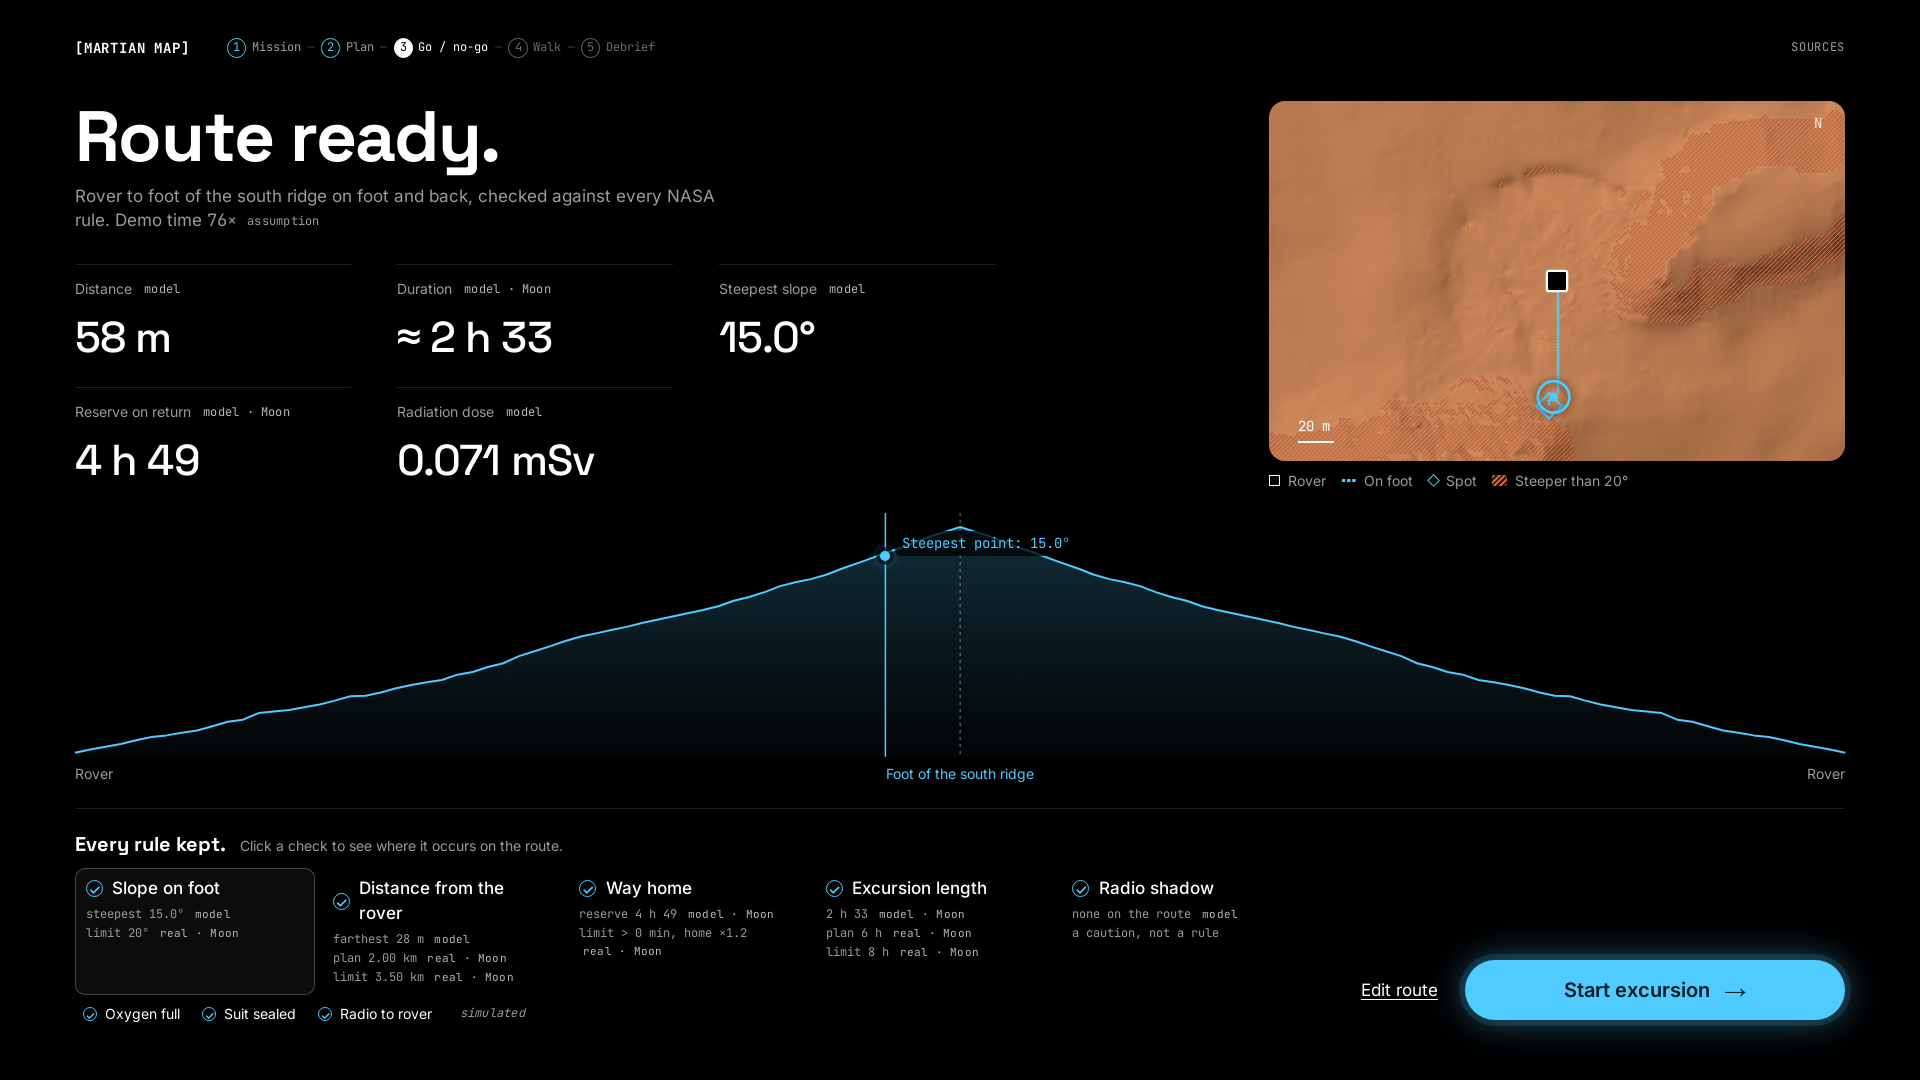 [MARTIAN MAP] 1 Mission – 2 Plan – 3 Go / no-go – 4 Walk – 5 Debrief SOURCES
Route ready.
Rover to foot of the south ridge on foot and back, checked against every NASA
rule. Demo time 76× assumption
Distance model
58 m
Duration model · Moon
≈ 2 h 33
Steepest slope model
15.0°
Reserve on return model · Moon
4 h 49
Radiation dose model
0.071 mSv
N
20 m
Rover On foot Spot Steeper than 20°
Steepest point: 15.0°
Rover Foot of the south ridge Rover
Every rule kept. Click a check to see where it occurs on the route.
Slope on foot
steepest 15.0° model
limit 20° real · Moon
Distance from the
rover
farthest 28 m model
plan 2.00 km real · Moon
limit 3.50 km real · Moon
Way home
reserve 4 h 49 model · Moon
limit > 0 min, home ×1.2
real · Moon
Excursion length
2 h 33 model · Moon
plan 6 h real · Moon
limit 8 h real · Moon
Radio shadow
none on the route model
a caution, not a rule
Oxygen full Suit sealed Radio to rover simulated
Edit route
Start excursion →